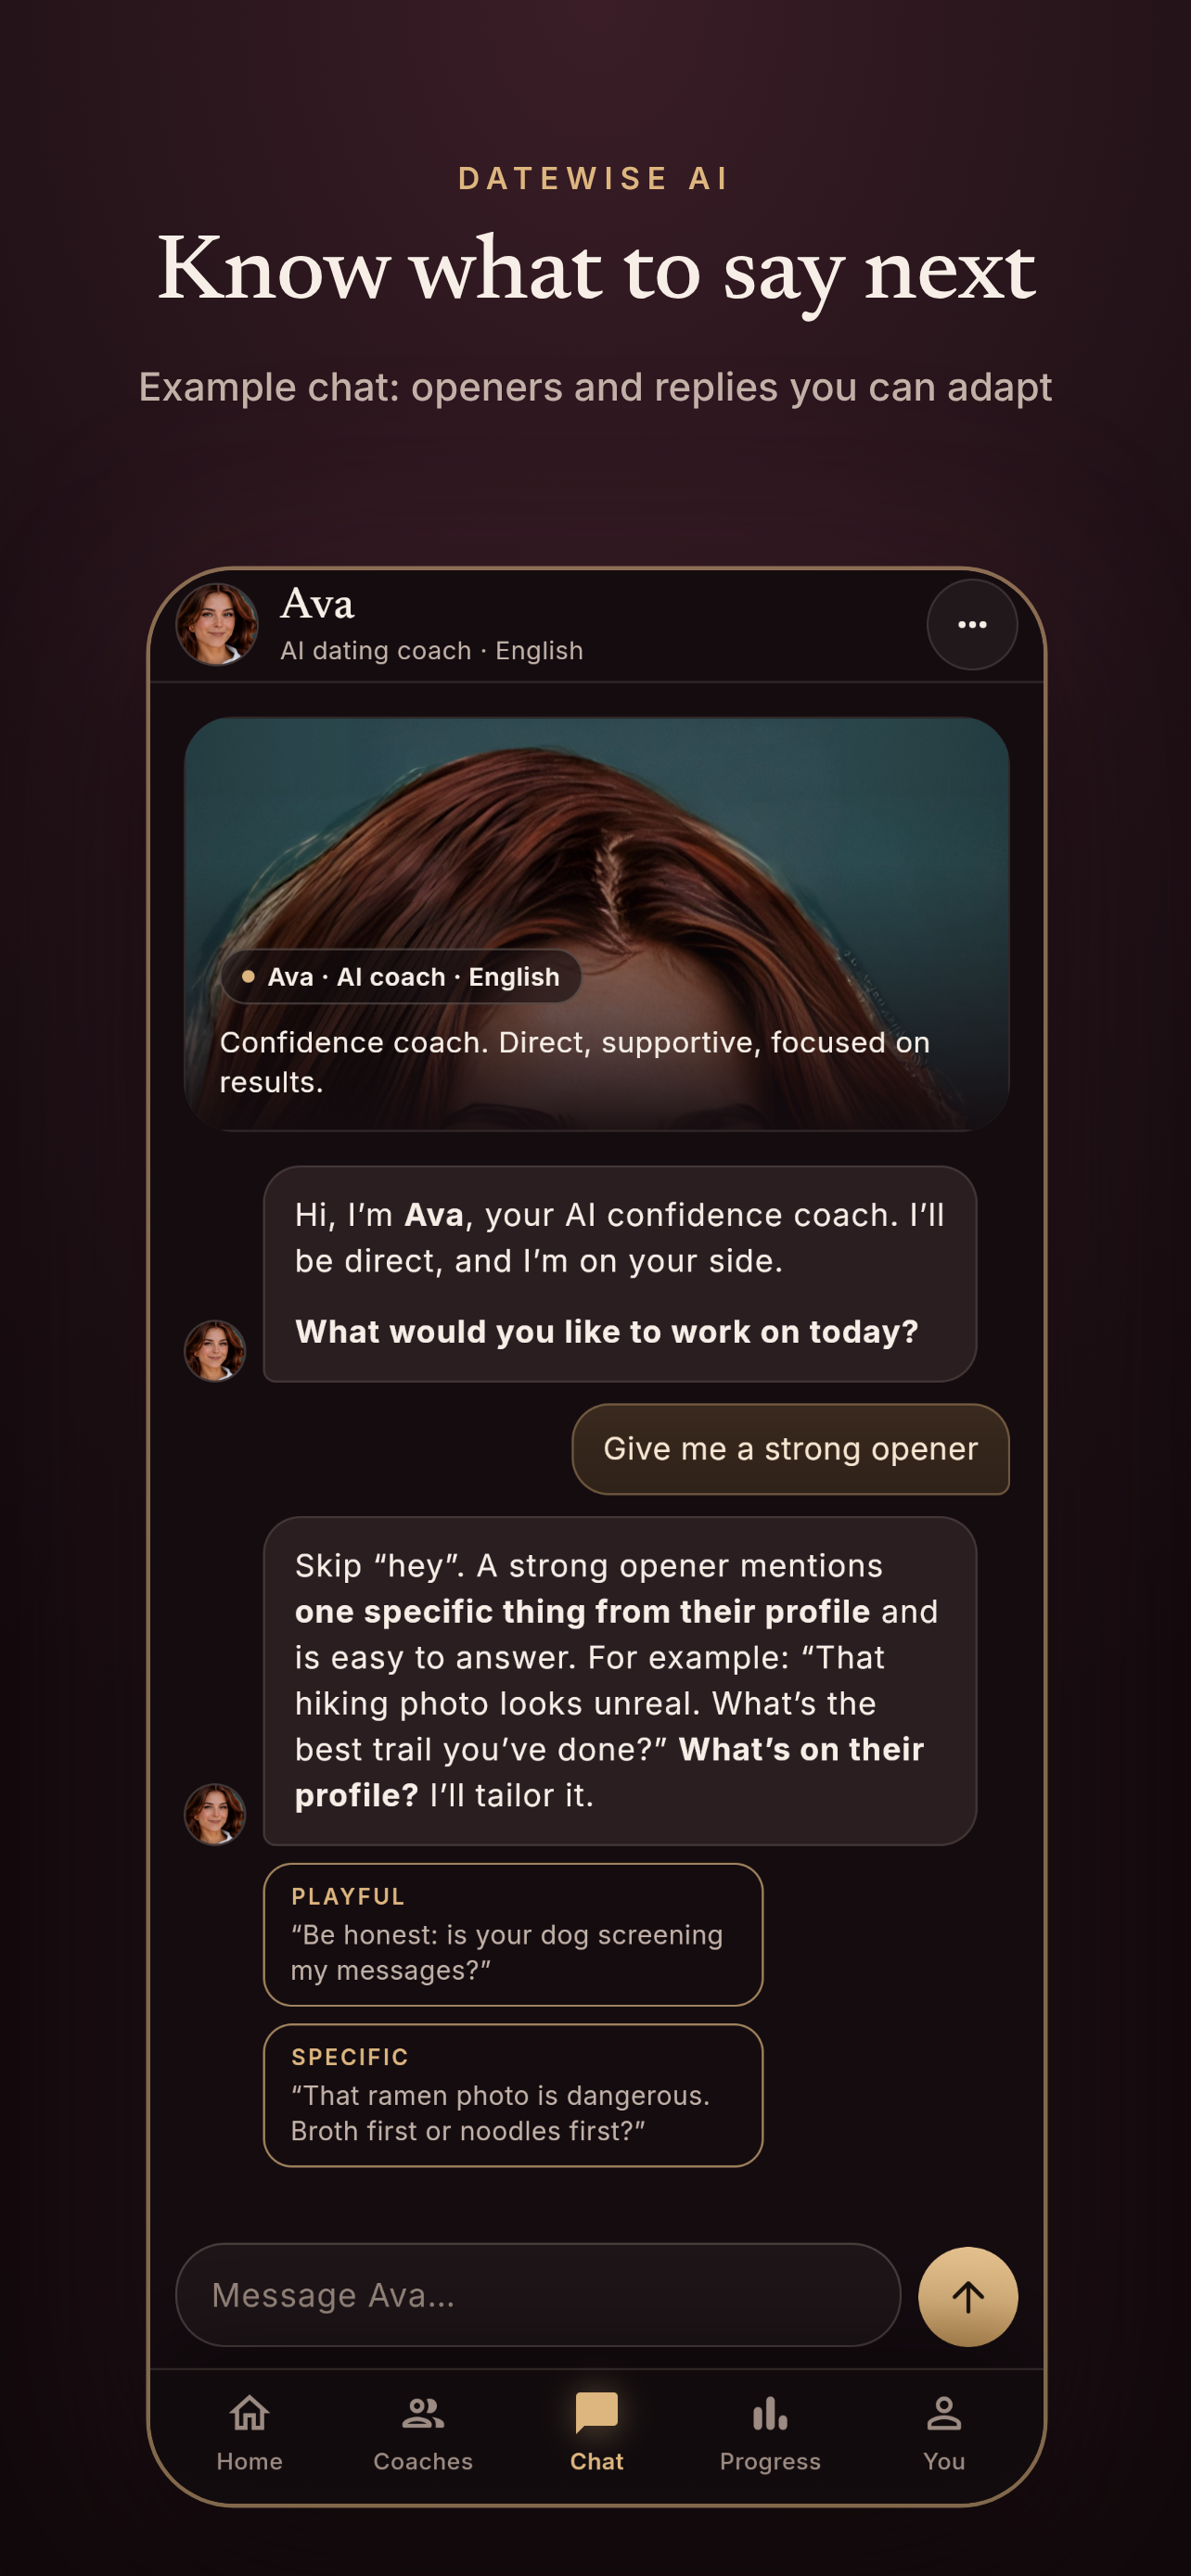 DATEWISE AI
Know what to say next
Example chat: openers and replies you can adapt
Ava
AI dating coach · English
Ava · AI coach · English
Confidence coach. Direct, supportive, focused on
results.
Hi, I’m Ava, your AI confidence coach. I’ll
be direct, and I’m on your side.
What would you like to work on today?
Give me a strong opener
Skip “hey”. A strong opener mentions
one specific thing from their profile and
is easy to answer. For example: “That
hiking photo looks unreal. What’s the
best trail you’ve done?” What’s on their
profile? I’ll tailor it.
PLAYFUL
“Be honest: is your dog screening
my messages?”
SPECIFIC
“That ramen photo is dangerous.
Broth first or noodles first?”
Message Ava...
Home
Coaches
Chat
Progress
You